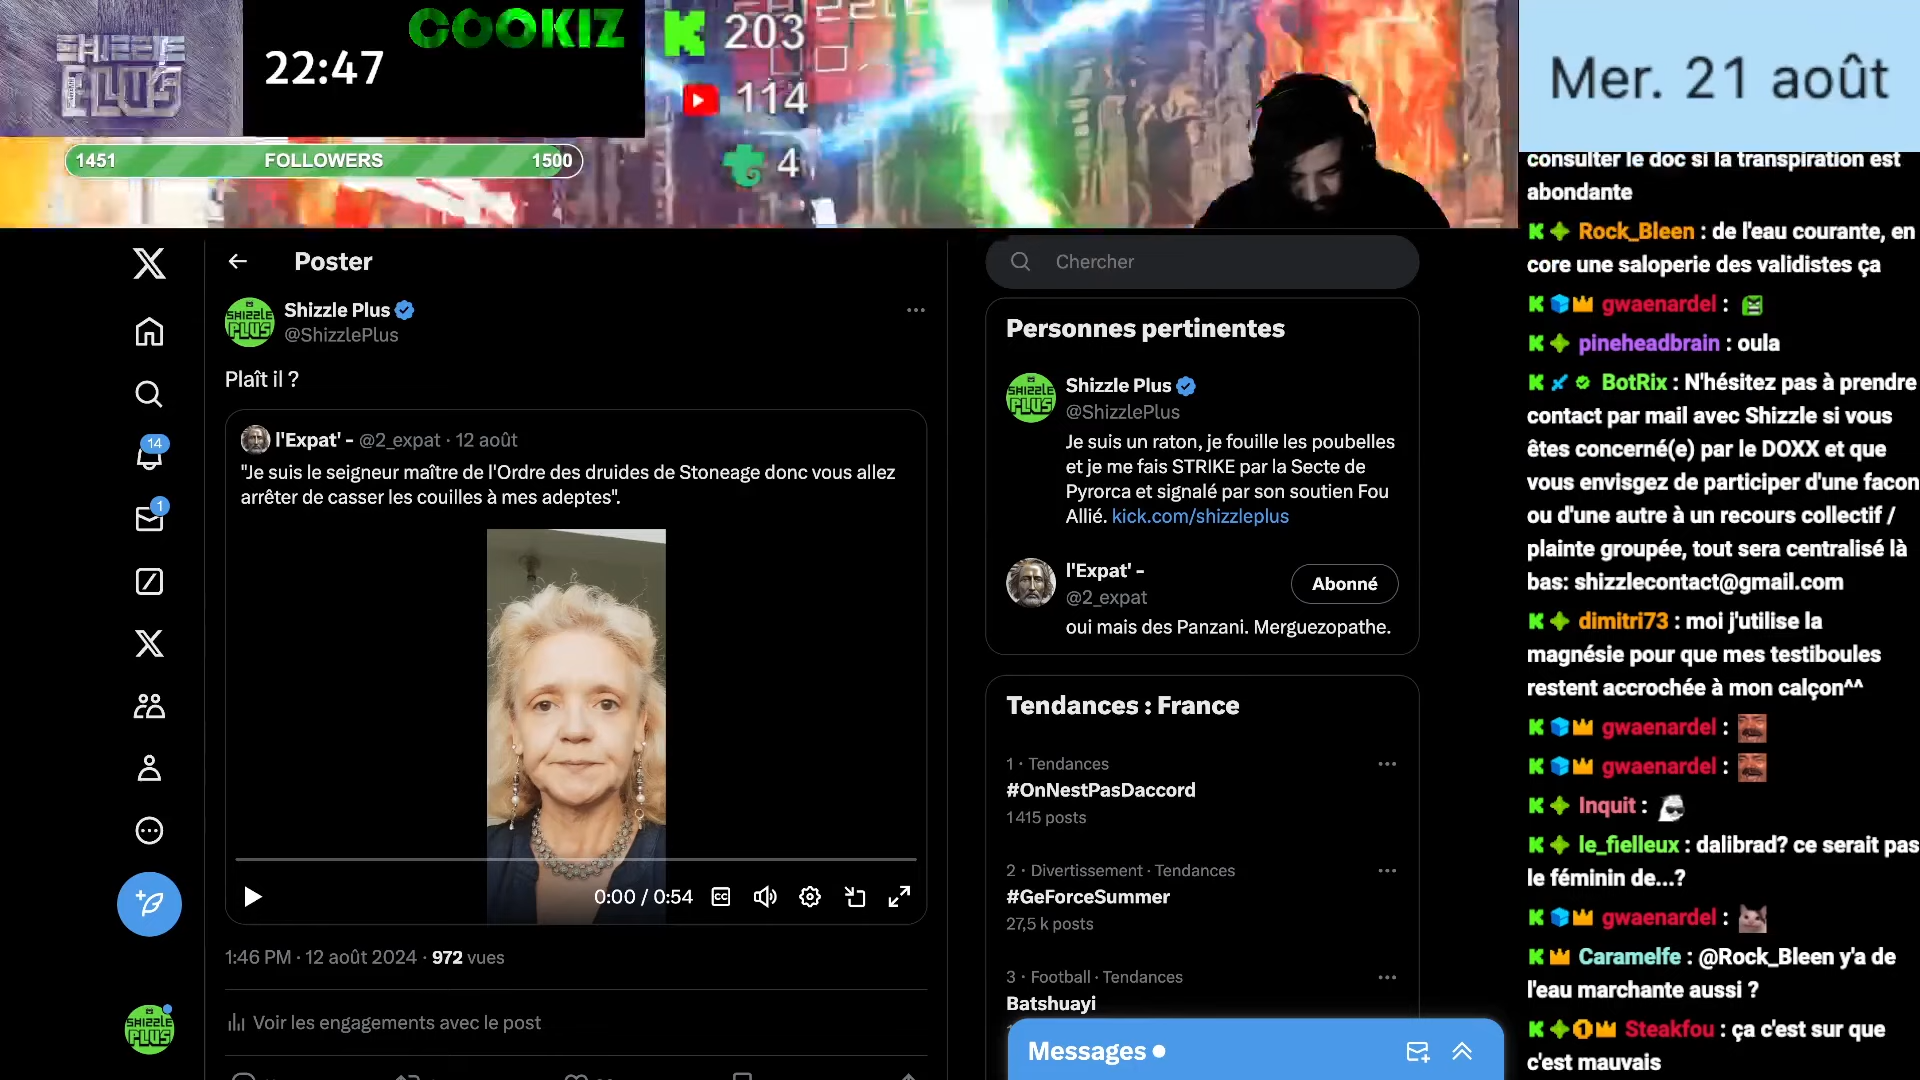 SHIZZLE
PLUS
22:47
COOKIZ
203
114
4
1451 FOLLOWERS 1500
Mer. 21 août
Poster
Shizzle Plus
@ShizzlePlus
Plaît il ?
l'Expat' - @2_expat · 12 août
"Je suis le seigneur maître de l'Ordre des druides de Stoneage donc vous allez
arrêter de casser les couilles à mes adeptes".
0:00 / 0:54
CC
1:46 PM · 12 août 2024 · 972 vues
Voir les engagements avec le post
14
1
SHIZZLE
PLUS
Chercher
Personnes pertinentes
Shizzle Plus
@ShizzlePlus
Je suis un raton, je fouille les poubelles
et je me fais STRIKE par la Secte de
Pyrorca et signalé par son soutien Fou
Allié. kick.com/shizzleplus
l'Expat' -
@2_expat
Abonné
oui mais des Panzani. Merguezopathe.
Tendances : France
1 · Tendances
#OnNestPasDaccord
1 415 posts
2 · Divertissement · Tendances
#GeForceSummer
27,5 k posts
3 · Football · Tendances
Batshuayi
Messages
consulter le doc si la transpiration est
abondante
Rock_Bleen : de l'eau courante, en
core une saloperie des validistes ça
gwaenardel :
pineheadbrain : oula
BotRix : N'hésitez pas à prendre
contact par mail avec Shizzle si vous
êtes concerné(e) par le DOXX et que
vous envisgez de participer d'une facon
ou d'une autre à un recours collectif /
plainte groupée, tout sera centralisé là
bas: shizzlecontact@gmail.com
dimitri73 : moi j'utilise la
magnésie pour que mes testiboules
restent accrochée à mon calçon^^
gwaenardel :
gwaenardel :
Inquit :
le_fielleux : dalibrad? ce serait pas
le féminin de...?
gwaenardel :
Caramelfe : @Rock_Bleen y'a de
l'eau marchante aussi ?
Steakfou : ça c'est sur que
c'est mauvais